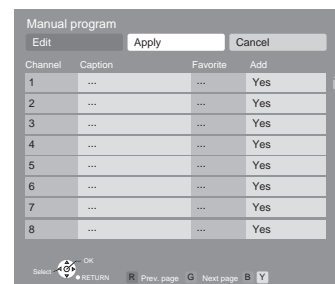 Manual program
Edit Apply Cancel
Channel Caption Favorite Add
1 ... ... Yes
2 ... ... Yes
3 ... ... Yes
4 ... ... Yes
5 ... ... Yes
6 ... ... Yes
7 ... ... Yes
8 ... ... Yes
OK
Select
RETURN R Prev. page G Next page B Y